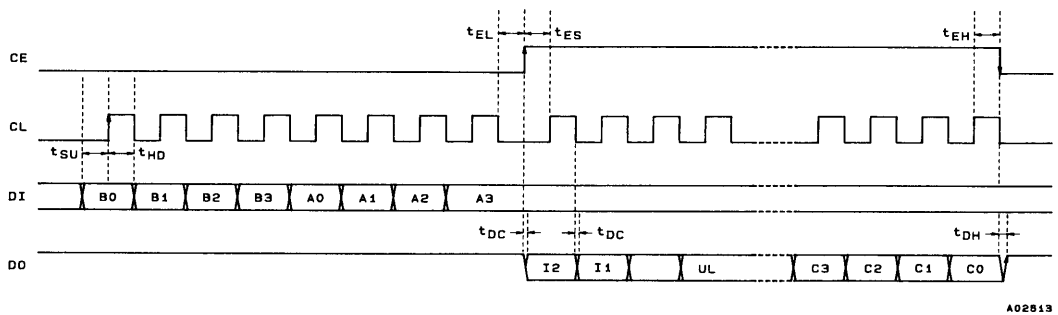 tEL tES tEH
CE
CL
tSU tHD
DI B0 B1 B2 B3 A0 A1 A2 A3
tDC tDC tDH
DO I2 I1 UL C3 C2 C1 C0
A02613